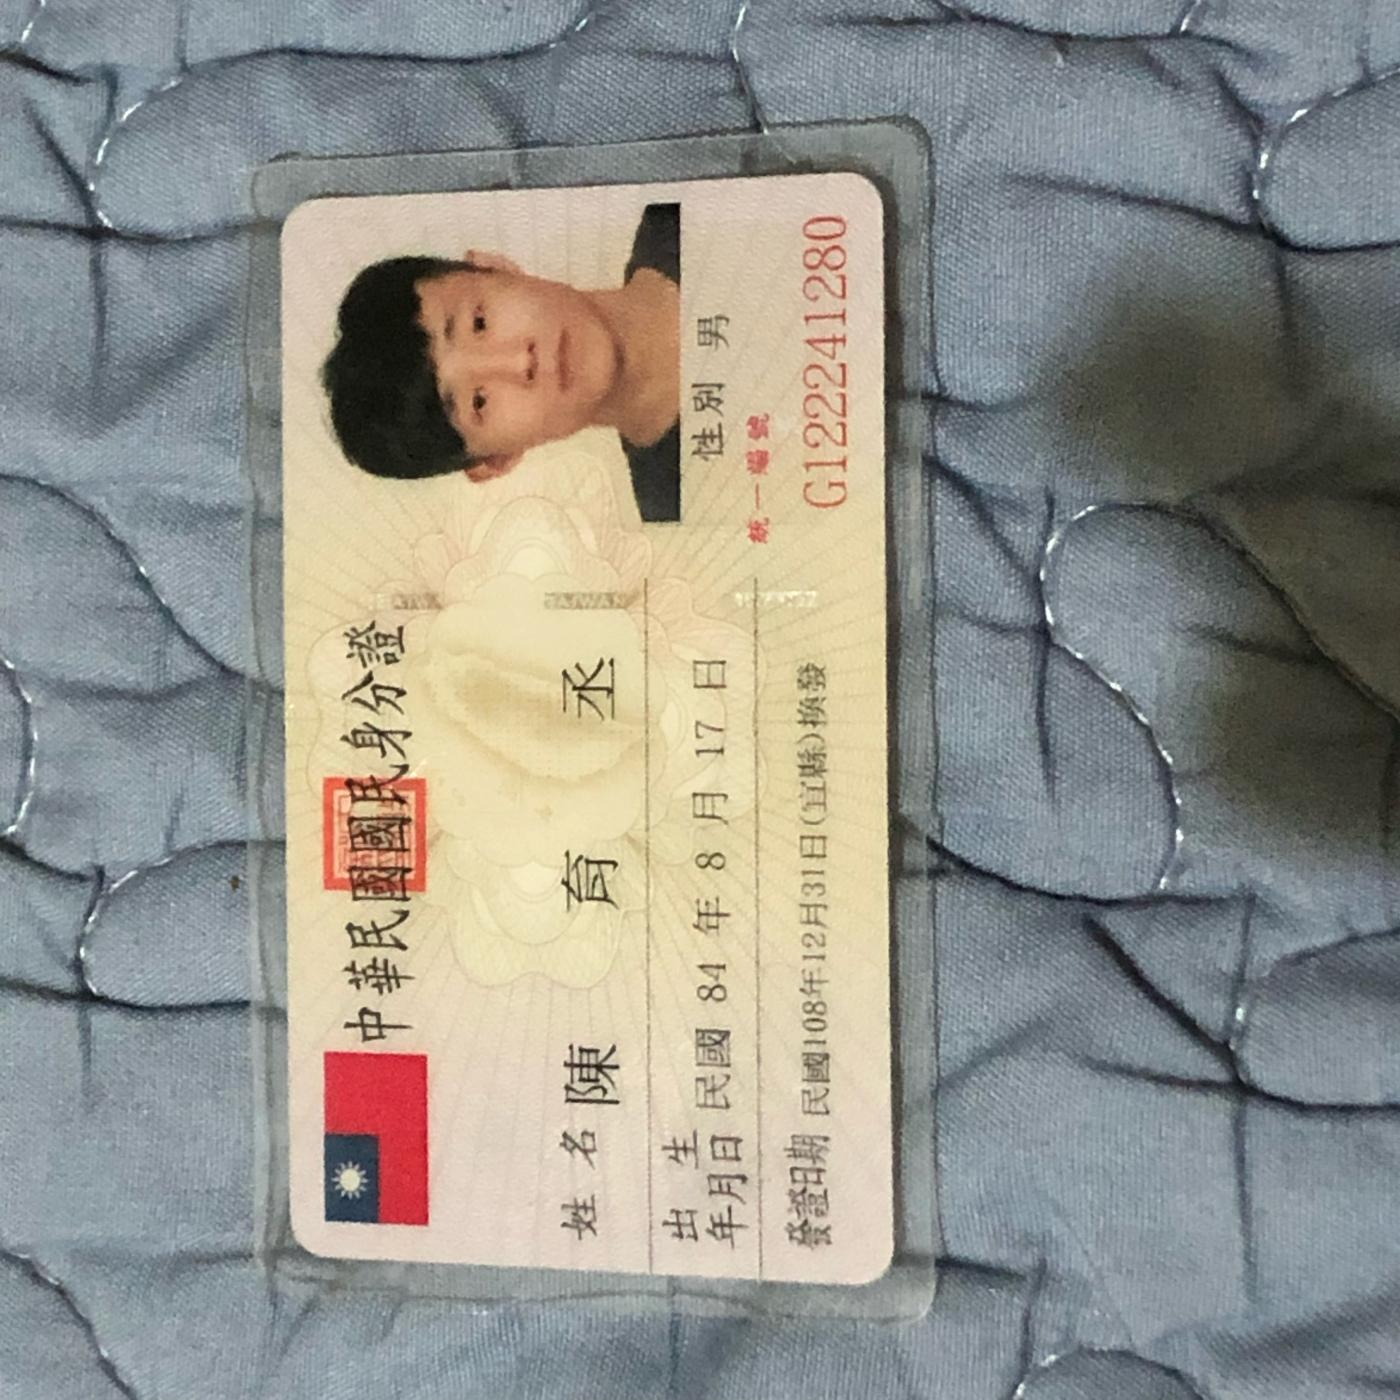 中華民國國民身分證
姓名 陳育丞
出生年月日 民國 84 年 8 月 17 日
性別 男
發證日期 民國108年12月31日(宜縣)換發
統一編號
G122241280
TAIWAN